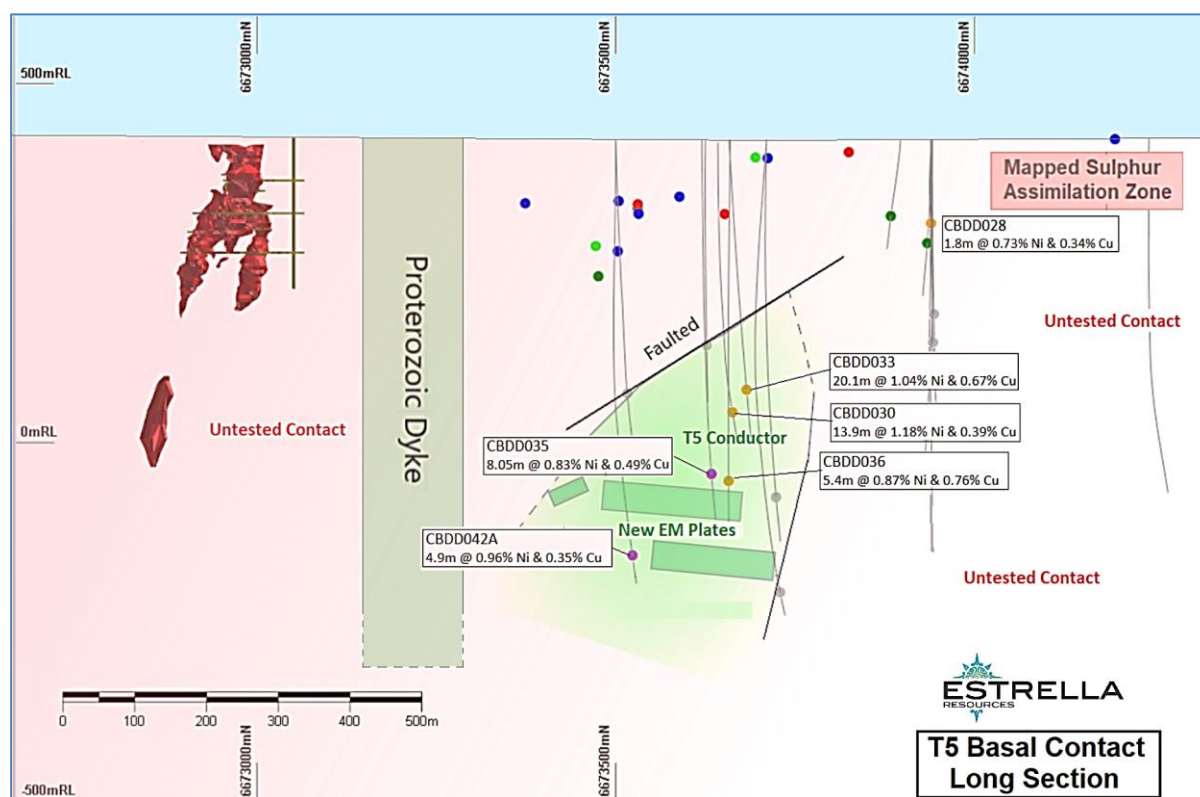 6673000mN
6673500mN
6674000mN
500mRL
Mapped Sulphur
Assimilation Zone
CBDD028
1.8m @ 0.73% Ni & 0.34% Cu
Proterozoic Dyke
Untested Contact
Faulted
CBDD033
20.1m @ 1.04% Ni & 0.67% Cu
CBDD030
13.9m @ 1.18% Ni & 0.39% Cu
0mRL
Untested Contact
T5 Conductor
CBDD035
8.05m @ 0.83% Ni & 0.49% Cu
CBDD036
5.4m @ 0.87% Ni & 0.76% Cu
New EM Plates
CBDD042A
4.9m @ 0.96% Ni & 0.35% Cu
Untested Contact
0 100 200 300 400 500m
ESTRELLA
RESOURCES
T5 Basal Contact
Long Section
6673000mN
6673500mN
-500mRL